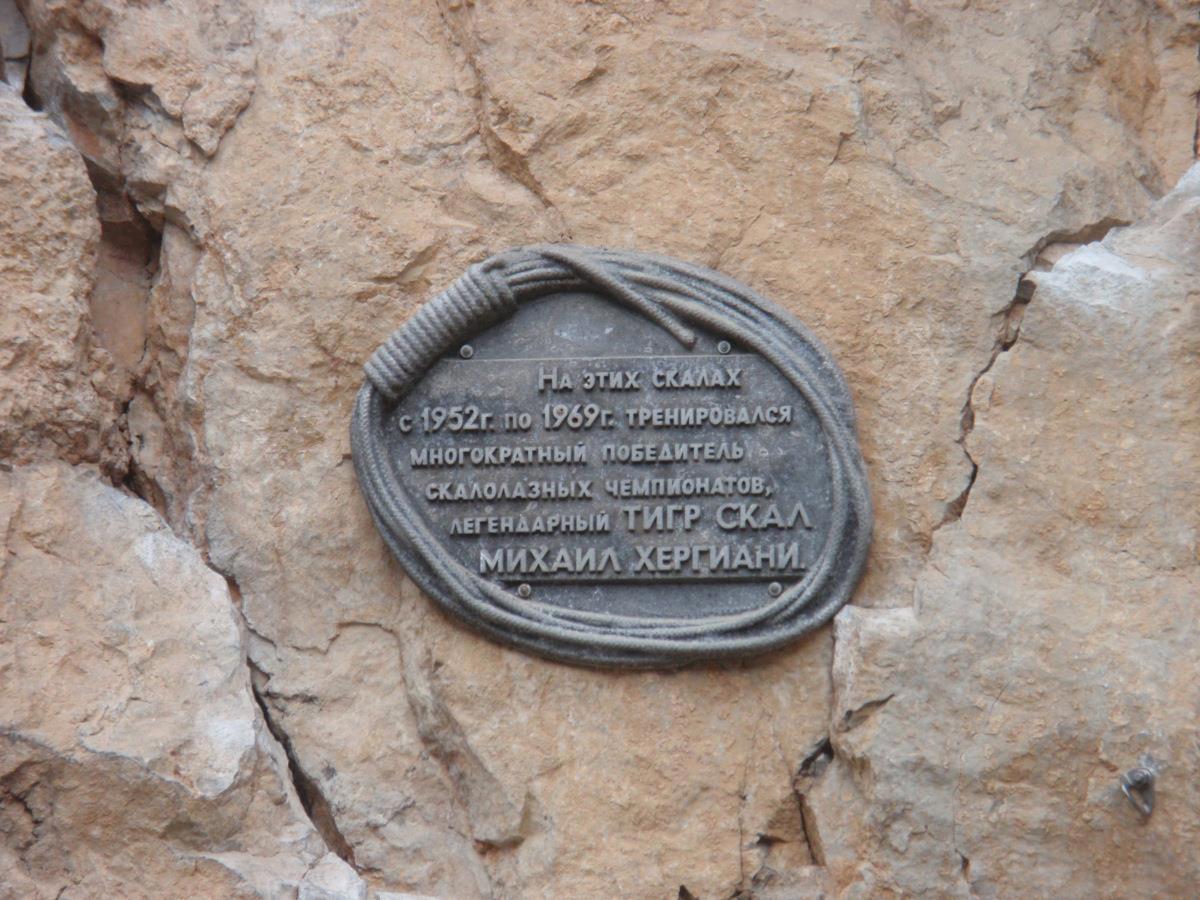 На этих скалах
с 1952г. по 1969г. тренировался
многократный победитель
скалолазных чемпионатов,
легендарный ТИГР СКАЛ
МИХАИЛ ХЕРГИАНИ.